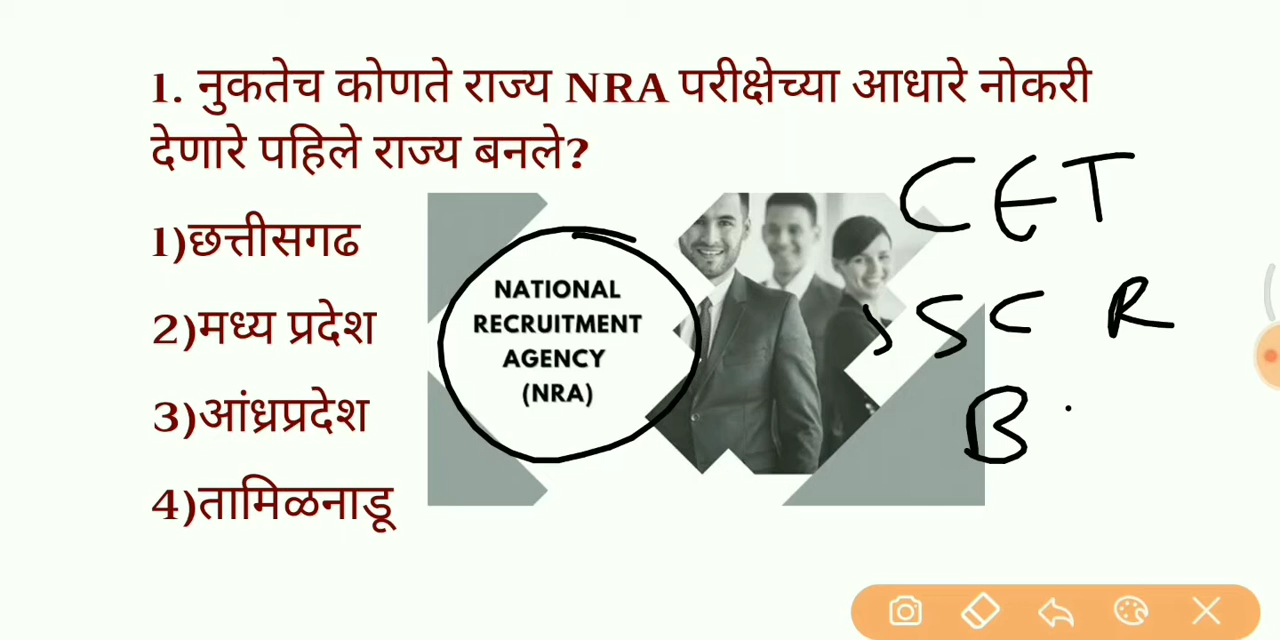 1. नुकतेच कोणते राज्य NRA परीक्षेच्या आधारे नोकरी
देणारे पहिले राज्य बनले?
1)छत्तीसगढ
2)मध्य प्रदेश
3)आंध्रप्रदेश
4)तामिळनाडू
NATIONAL
RECRUITMENT
AGENCY
(NRA)
CET
SSC R
B